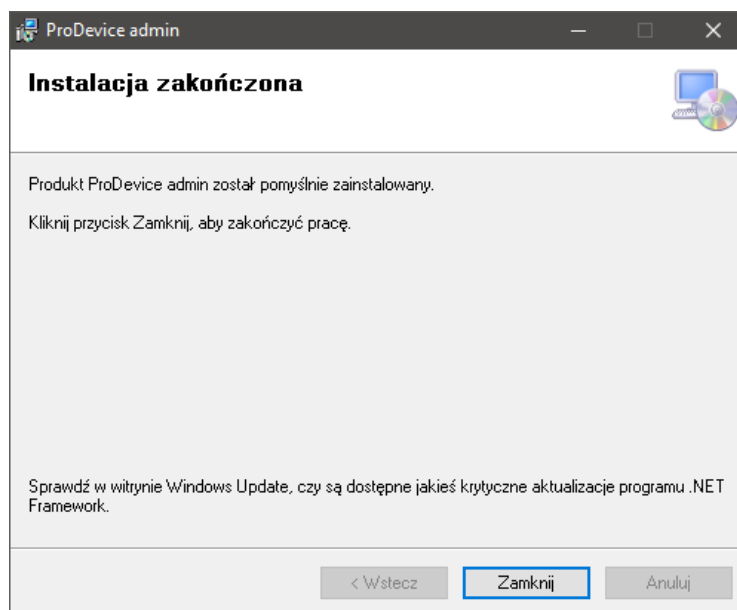 ProDevice admin
Instalacja zakończona
Produkt ProDevice admin został pomyślnie zainstalowany.
Kliknij przycisk Zamknij, aby zakończyć pracę.
Sprawdź w witrynie Windows Update, czy są dostępne jakieś krytyczne aktualizacje programu .NET
Framework.
< Wstecz
Zamknij
Anuluj